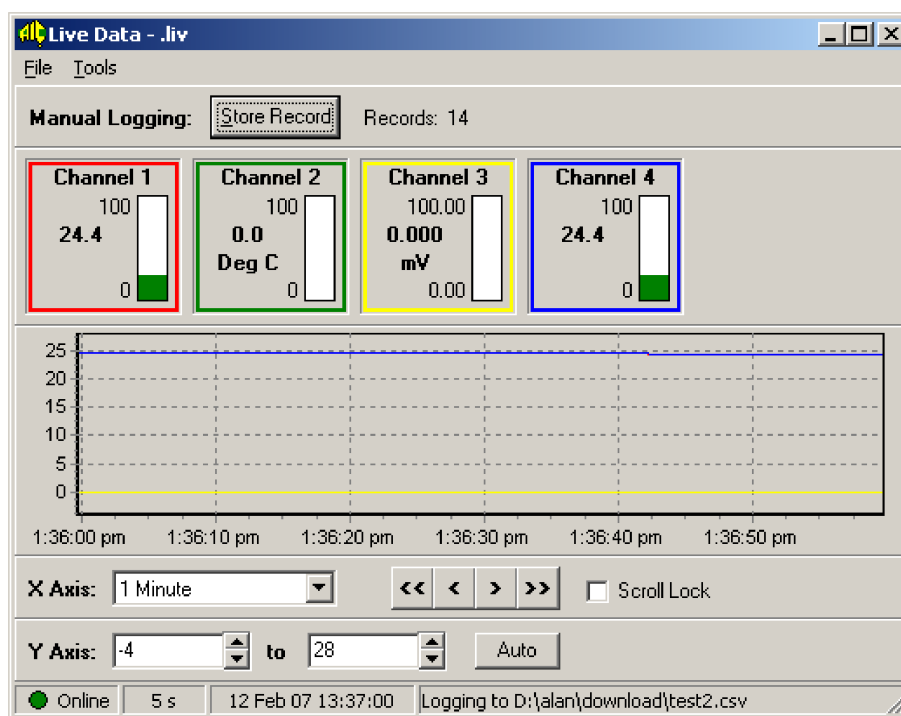 Live Data - .liv
File Tools
Manual Logging: Store Record Records: 14
Channel 1 Channel 2 Channel 3 Channel 4
100 100 100.00 100
24.4 0.0 0.000 24.4
Deg C mV
0 0 0.00 0
25
20
15
10
5
0
1:36:00 pm 1:36:10 pm 1:36:20 pm 1:36:30 pm 1:36:40 pm 1:36:50 pm
X Axis: 1 Minute << < > >> Scroll Lock
Y Axis: -4 to 28 Auto
Online 5 s 12 Feb 07 13:37:00 Logging to D:\alan\download\test2.csv